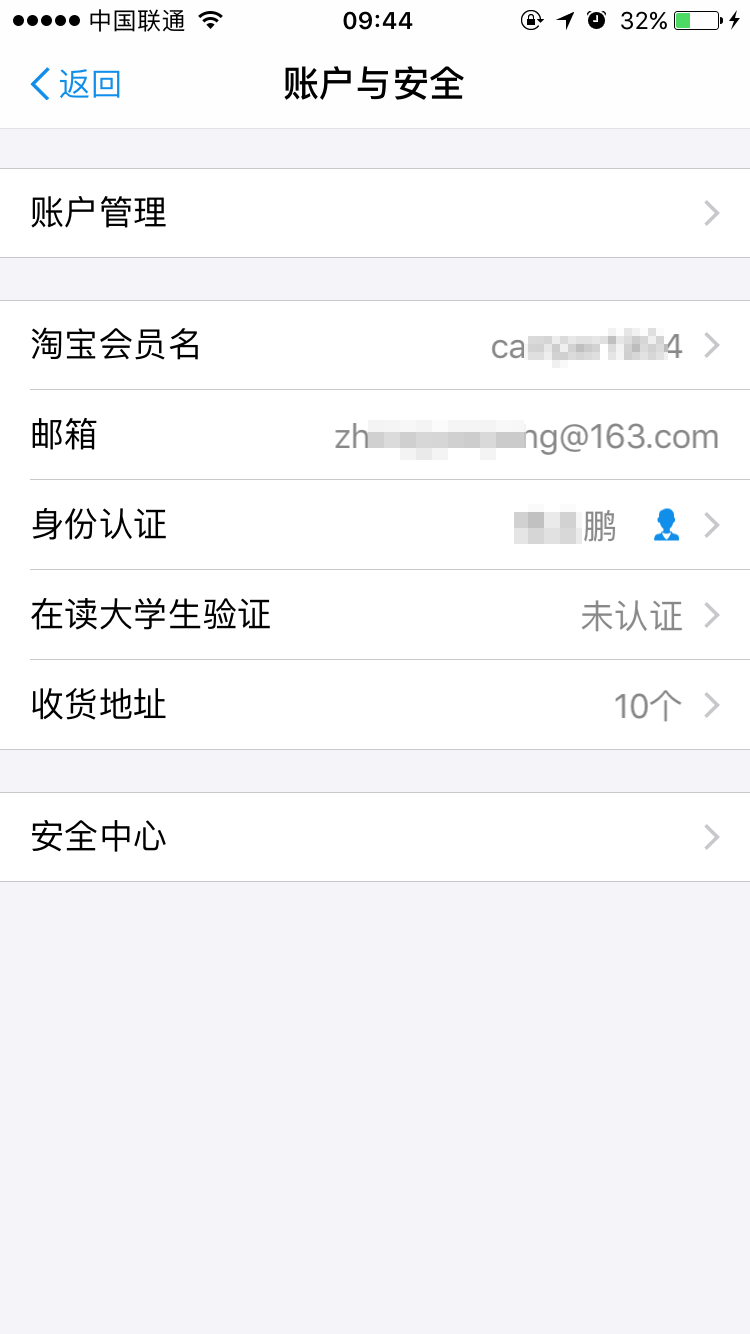 中国联通 09:44 32%
返回 账户与安全
账户管理
淘宝会员名 ca 4
邮箱 zh ng@163.com
身份认证 鹏
在读大学生验证 未认证
收货地址 10个
安全中心